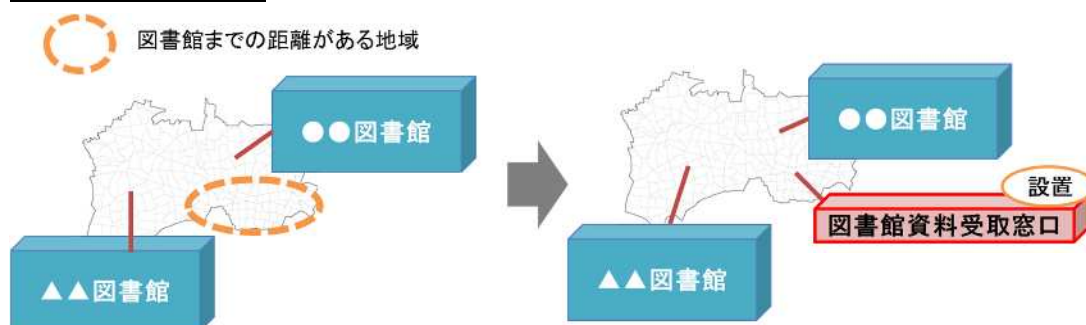 図書館までの距離がある地域
●●図書館
▲▲図書館
●●図書館
設置
図書館資料受取窓口
▲▲図書館